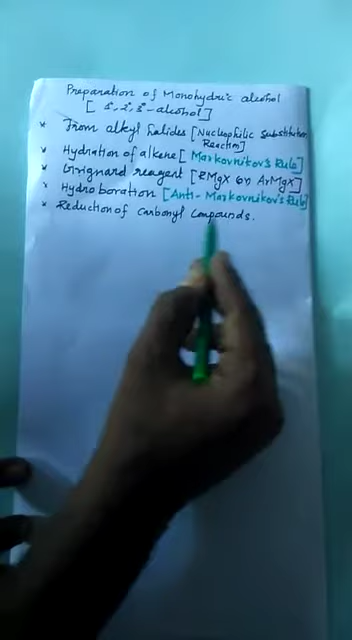 Preparation of Monohydric alcohol
[ 1°, 2°, 3° - alcohol ]
* From alkyl halides [Nucleophilic Substitution
Reaction]
* Hydration of alkene [ Markovnikov's Rule]
* Grignard reagent [RMgX or ArMgX]
* Hydroboration [Anti- Markovnikov's Rule]
* Reduction of Carbonyl Compounds.